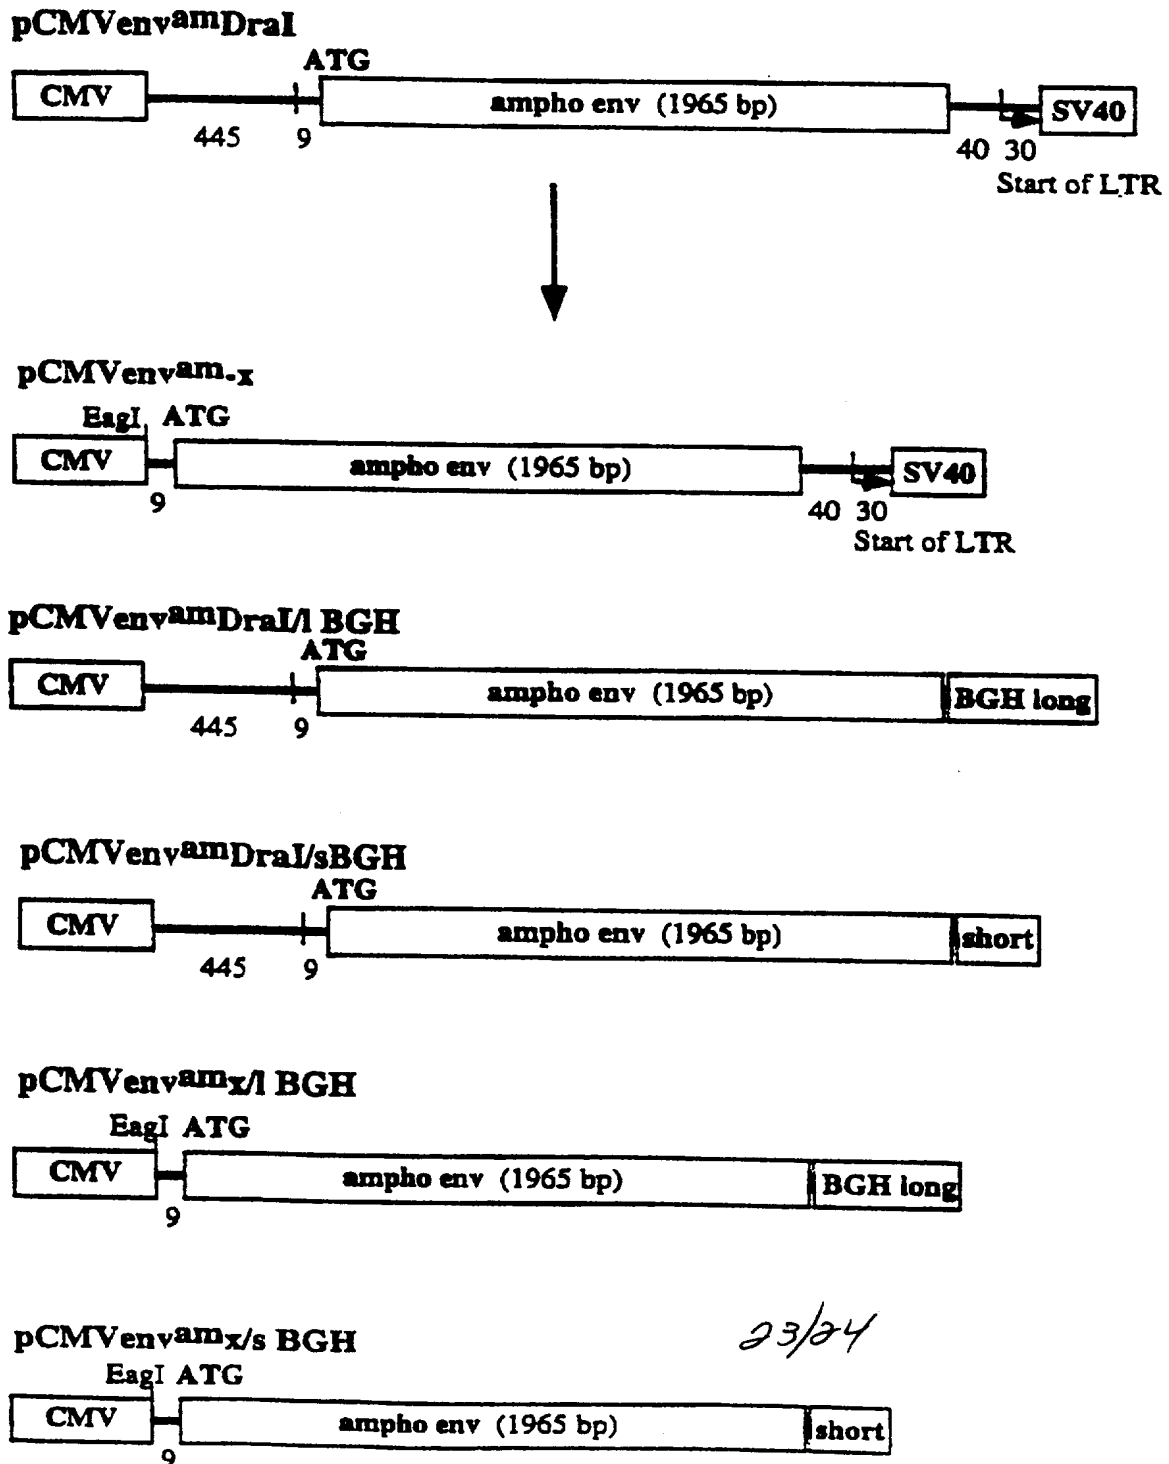 pCMVenvamDraI
ATG
CMV ampho env (1965 bp) SV40
445 9 40 30
Start of LTR
pCMVenvam-x
EagI ATG
CMV ampho env (1965 bp) SV40
9 40 30
Start of LTR
pCMVenvamDraI/l BGH
ATG
CMV ampho env (1965 bp) BGH long
445 9
pCMVenvamDraI/sBGH
ATG
CMV ampho env (1965 bp) short
445 9
pCMVenvamx/l BGH
EagI ATG
CMV ampho env (1965 bp) BGH long
9
23/24
pCMVenvamx/s BGH
EagI ATG
CMV ampho env (1965 bp) short
9